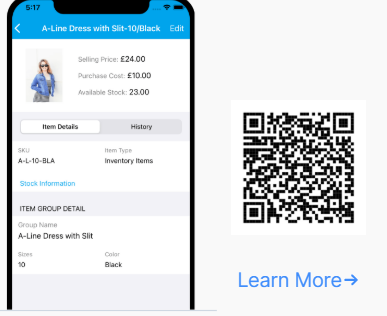 5:17
A-Line Dress with Slit-10/Black Edit
Selling Price: £24.00
Purchase Cost: £10.00
Available Stock: 23.00
Item Details History
SKU Item Type
A-L-10-BLA Inventory Items
Stock Information
ITEM GROUP DETAIL
Group Name
A-Line Dress with Slit
Sizes Color
10 Black
Learn More→